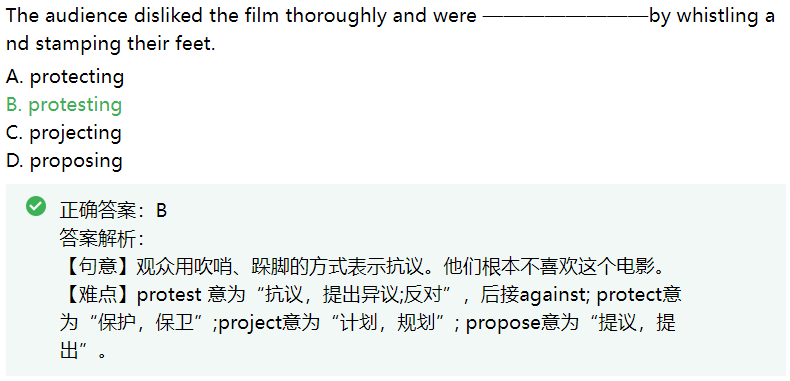 The audience disliked the film thoroughly and were ————————by whistling a
nd stamping their feet.
A. protecting
B. protesting
C. projecting
D. proposing
正确答案：B
答案解析：
【句意】观众用吹哨、跺脚的方式表示抗议。他们根本不喜欢这个电影。
【难点】protest 意为“抗议，提出异议;反对”，后接against; protect意
为“保护，保卫”;project意为“计划，规划”; propose意为“提议，提
出”。